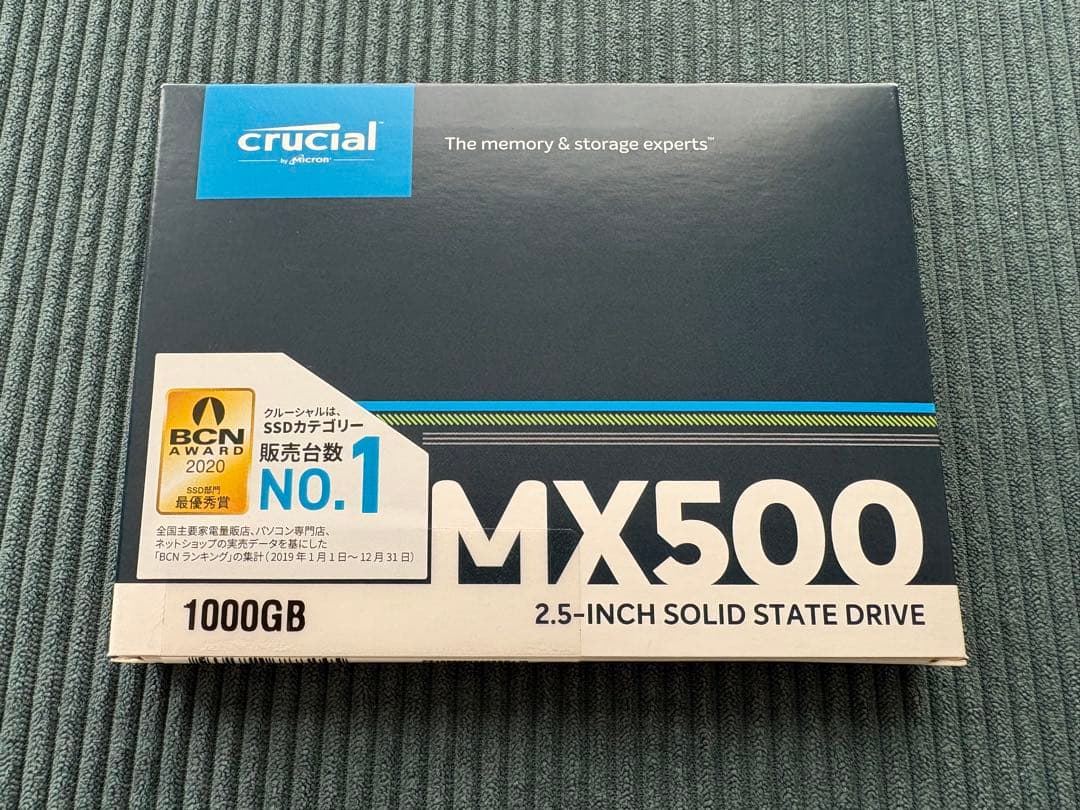 crucial™
by Micron®
The memory & storage experts™
BCN
AWARD
2020
SSD部門
最優秀賞
クルーシャルは、
SSDカテゴリー
販売台数
NO.1
全国主要家電量販店、パソコン専門店、
ネットショップの実売データを基にした
「BCNランキング」の集計(2019年1月1日～12月31日)
MX500
1000GB
2.5-INCH SOLID STATE DRIVE